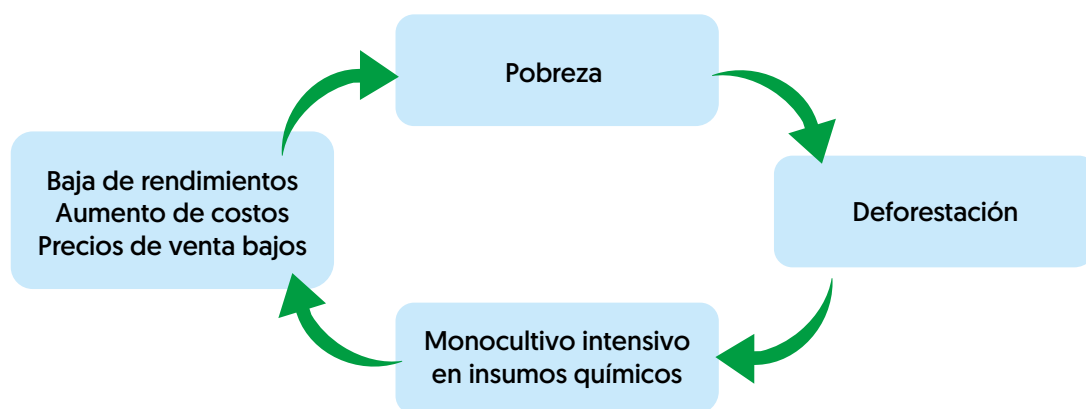 Pobreza
Deforestación
Monocultivo intensivo
en insumos químicos
Baja de rendimientos
Aumento de costos
Precios de venta bajos